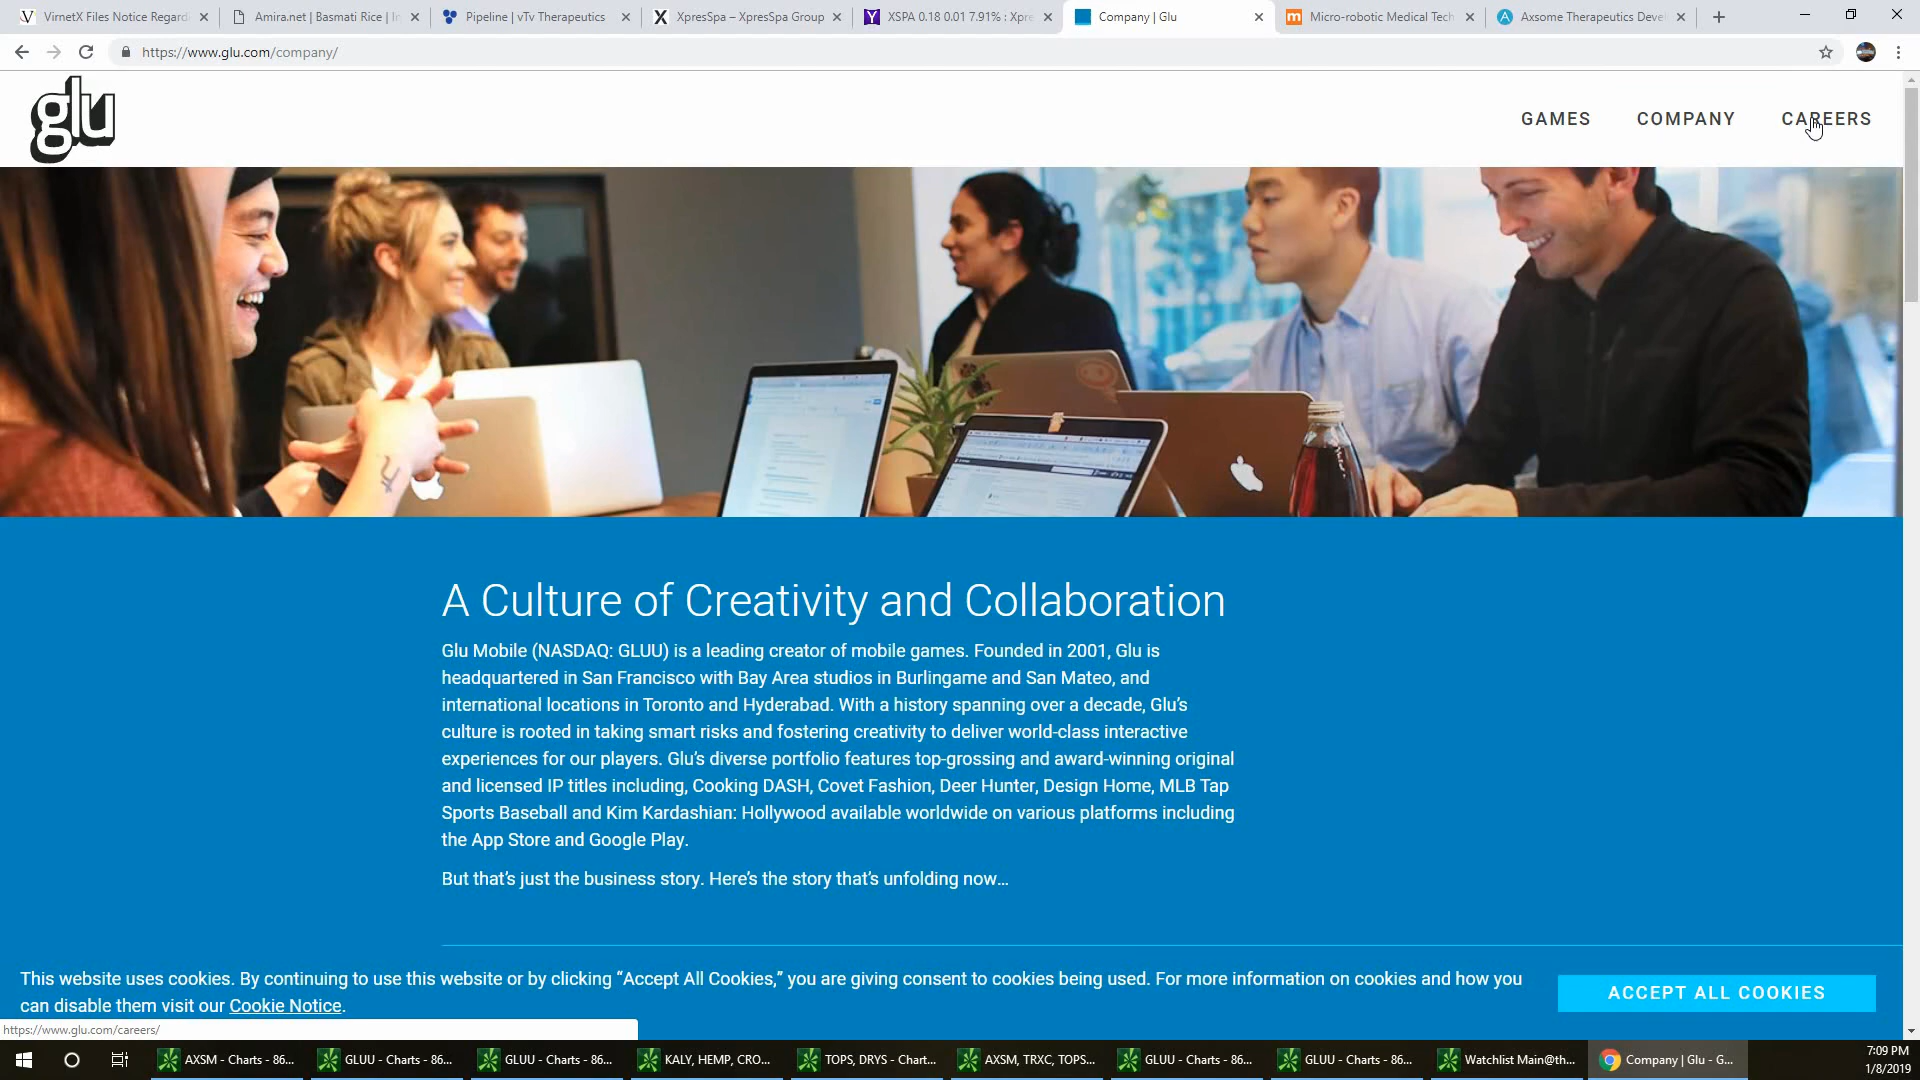 VirnetX Files Notice Regard
Amira.net | Basmati Rice | In
Pipeline | vTv Therapeutics
XpresSpa – XpresSpa Group
XSPA 0.18 0.01 7.91% : Xpre
Company | Glu
Micro-robotic Medical Tech
Axsome Therapeutics Devel
https://www.glu.com/company/
glu
GAMES
COMPANY
CAREERS
A Culture of Creativity and Collaboration
Glu Mobile (NASDAQ: GLUU) is a leading creator of mobile games. Founded in 2001, Glu is
headquartered in San Francisco with Bay Area studios in Burlingame and San Mateo, and
international locations in Toronto and Hyderabad. With a history spanning over a decade, Glu’s
culture is rooted in taking smart risks and fostering creativity to deliver world-class interactive
experiences for our players. Glu’s diverse portfolio features top-grossing and award-winning original
and licensed IP titles including, Cooking DASH, Covet Fashion, Deer Hunter, Design Home, MLB Tap
Sports Baseball and Kim Kardashian: Hollywood available worldwide on various platforms including
the App Store and Google Play.
But that’s just the business story. Here’s the story that’s unfolding now…
This website uses cookies. By continuing to use this website or by clicking “Accept All Cookies,” you are giving consent to cookies being used. For more information on cookies and how you
can disable them visit our Cookie Notice.
ACCEPT ALL COOKIES
https://www.glu.com/careers/
AXSM - Charts - 86...
GLUU - Charts - 86...
GLUU - Charts - 86...
KALY, HEMP, CRO...
TOPS, DRYS - Chart...
AXSM, TRXC, TOPS...
GLUU - Charts - 86...
GLUU - Charts - 86...
Watchlist Main@th...
Company | Glu - G...
7:09 PM
1/8/2019